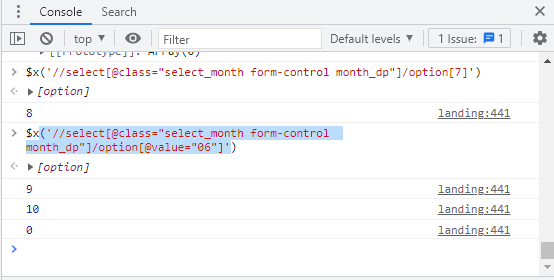 Console Search
top Filter Default levels 1 Issue: 1
[[Prototype]]: Array(0)
> $x('//select[@class="select_month form-control month_dp"]/option[7]')
[option]
8 landing:441
> $x('//select[@class="select_month form-control
month_dp"]/option[@value="06"]')
[option]
9 landing:441
10 landing:441
0 landing:441
>